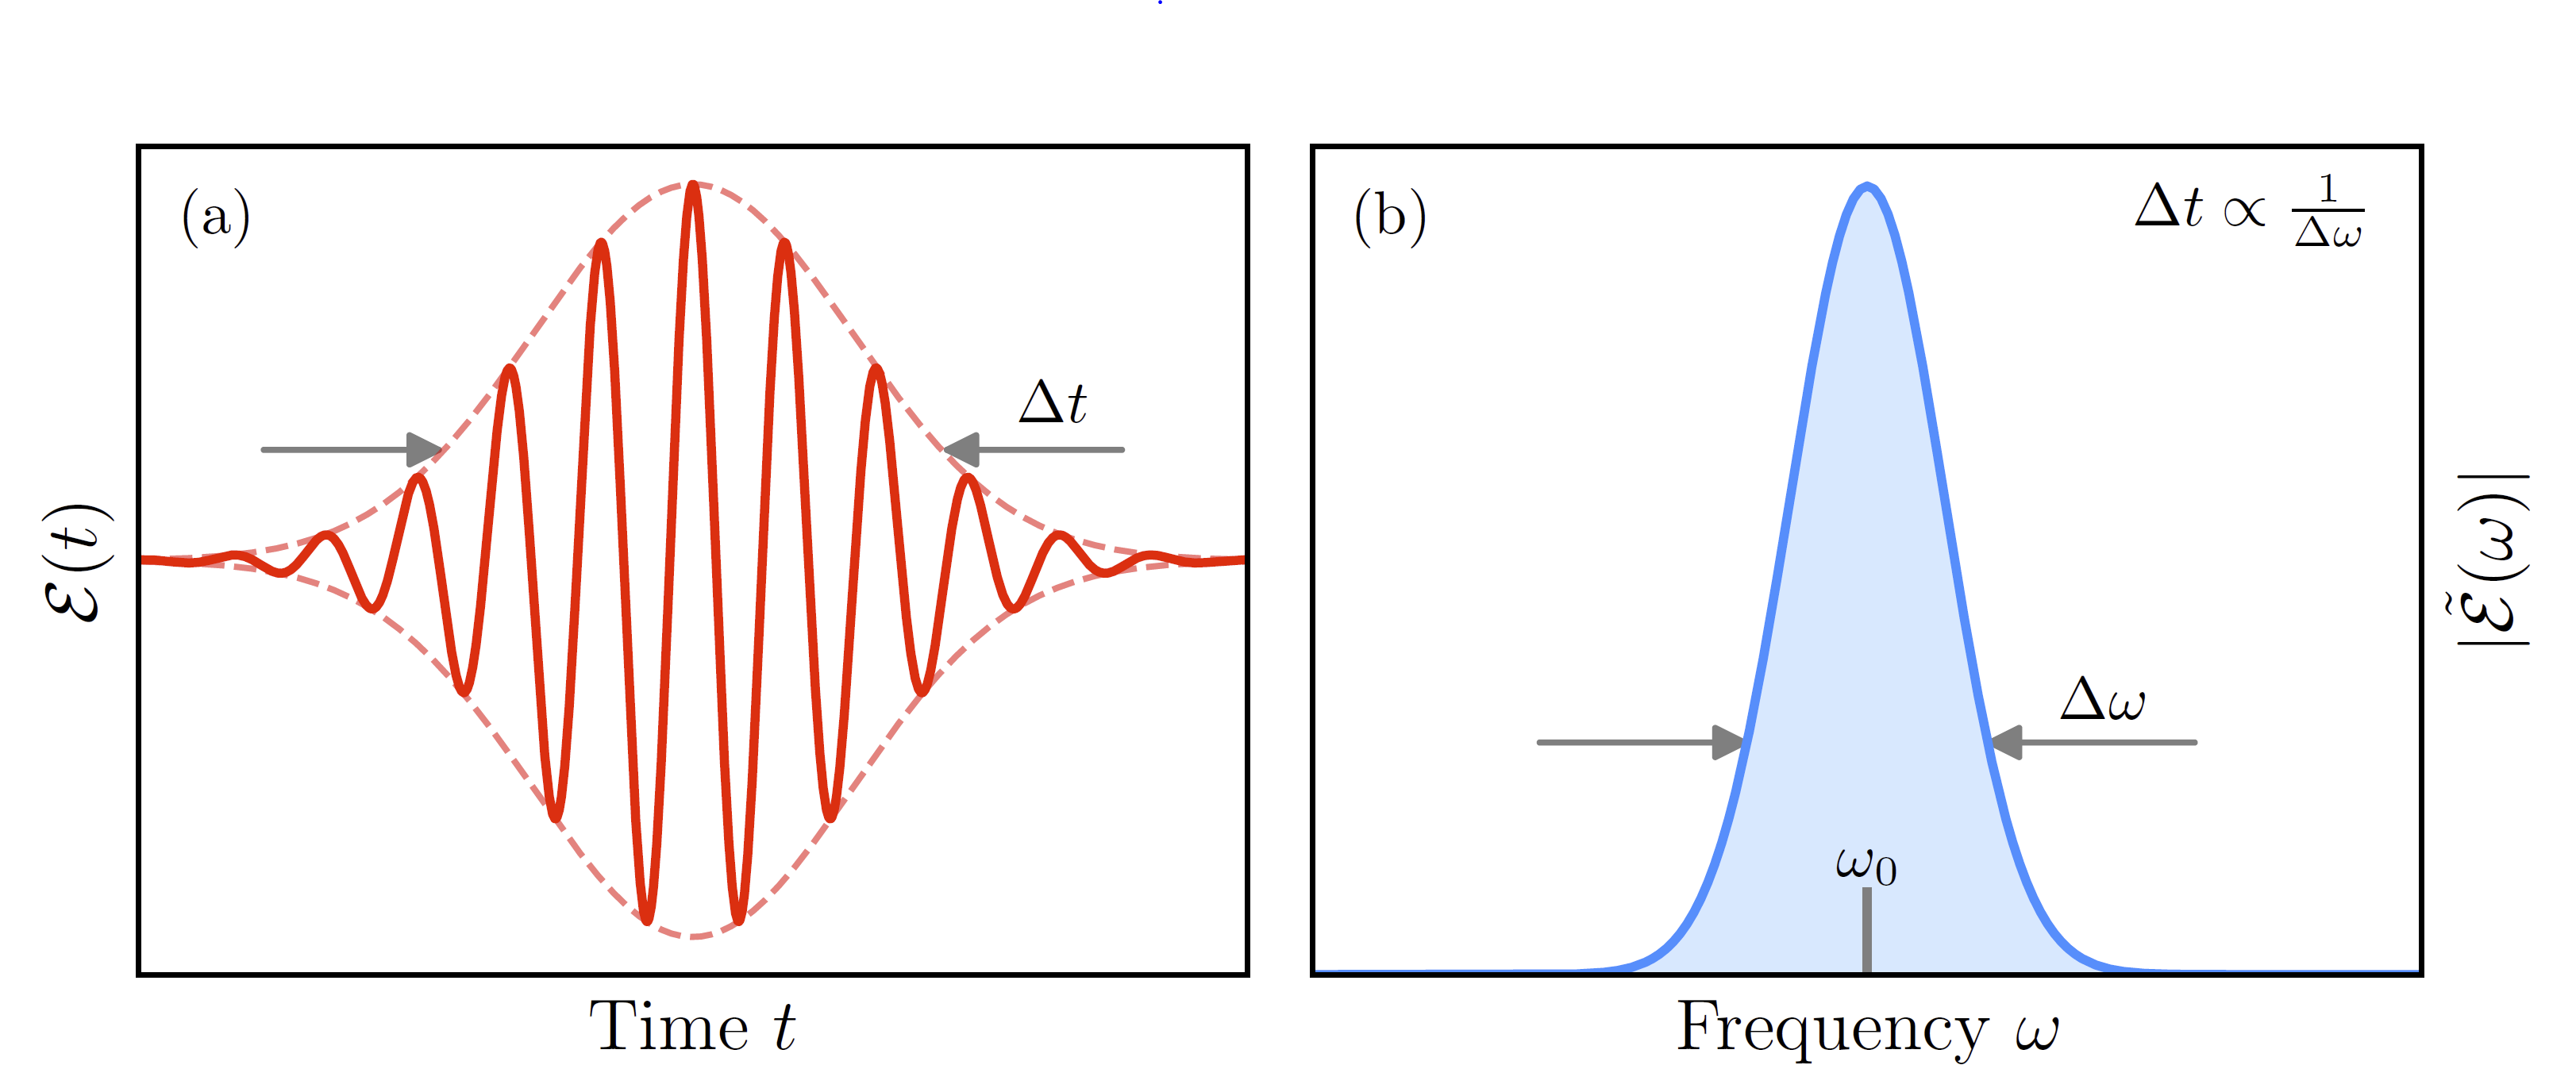 (a)
Δt
ℰ(t)
Time t
(b)
Δt ∝ 1/Δω
Δω
ω₀
|ℰ̃(ω)|
Frequency ω